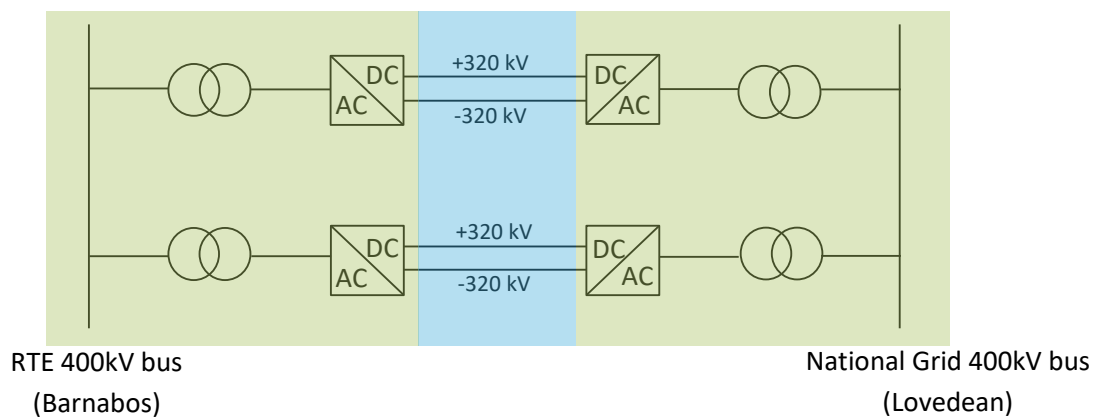 +320 kV
DC
AC
-320 kV
DC
AC
+320 kV
DC
AC
-320 kV
DC
AC
RTE 400kV bus
(Barnabos)
National Grid 400kV bus
(Lovedean)